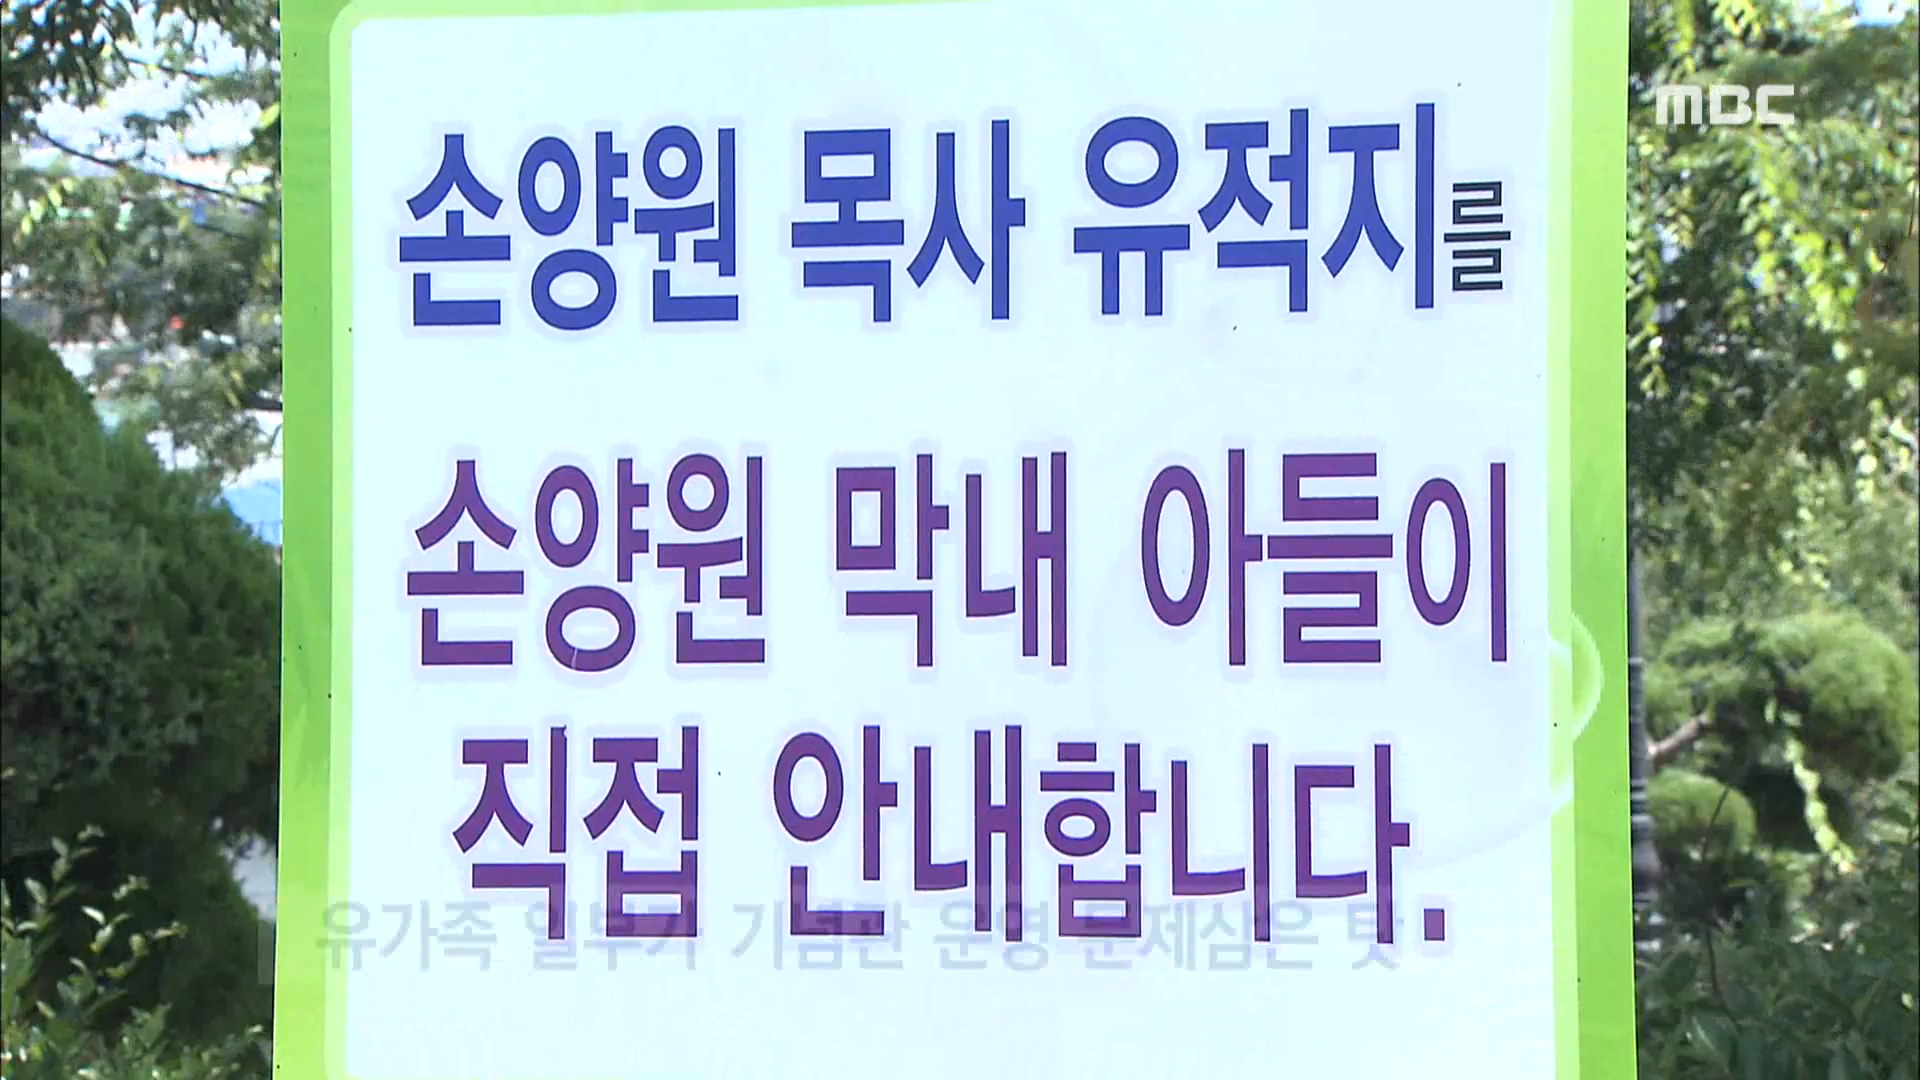 MBC
손양원 목사 유적지를
손양원 막내 아들이
직접 안내합니다.
유가족 일부가 기념관 운영 문제삼은 탓